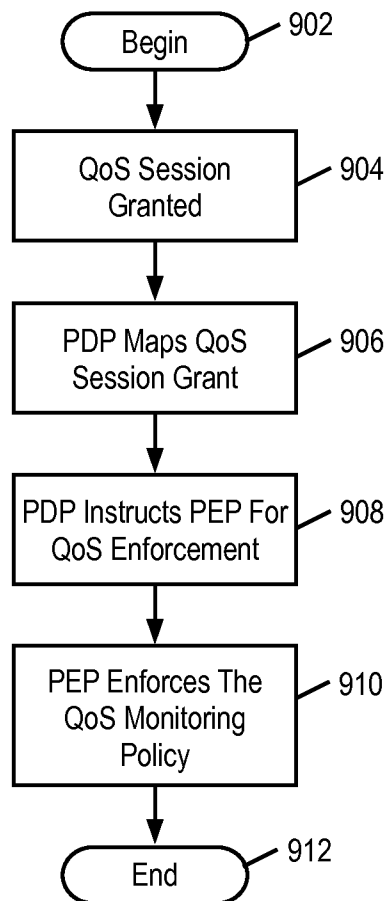 Begin
902
QoS Session
Granted
904
PDP Maps QoS
Session Grant
906
PDP Instructs PEP For
QoS Enforcement
908
PEP Enforces The
QoS Monitoring
Policy
910
End
912